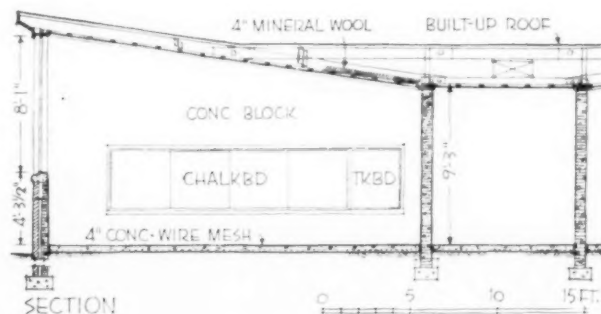 4" MINERAL WOOL
BUILT-UP ROOF
8'-1"
CONC BLOCK
CHALKBD
TKBD
9'-3"
4'-3½"
4" CONC-WIRE MESH
SECTION
0 5 10 15 FT.